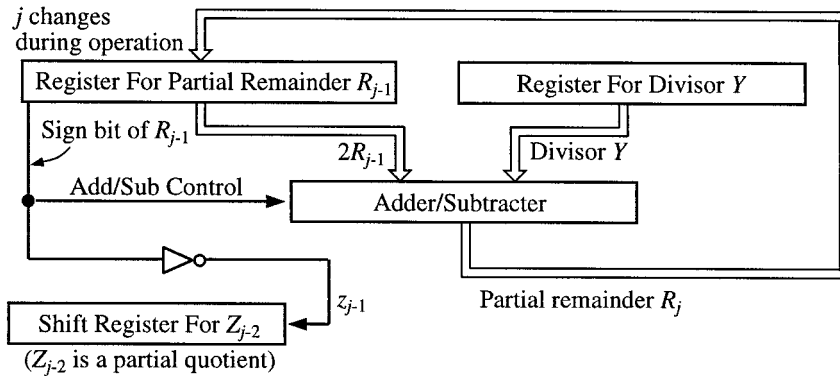 j changes
during operation
Register For Partial Remainder R_{j-1}
Register For Divisor Y
Sign bit of R_{j-1}
2R_{j-1}
Divisor Y
Add/Sub Control
Adder/Subtracter
z_{j-1}
Partial remainder R_j
Shift Register For Z_{j-2}
(Z_{j-2} is a partial quotient)